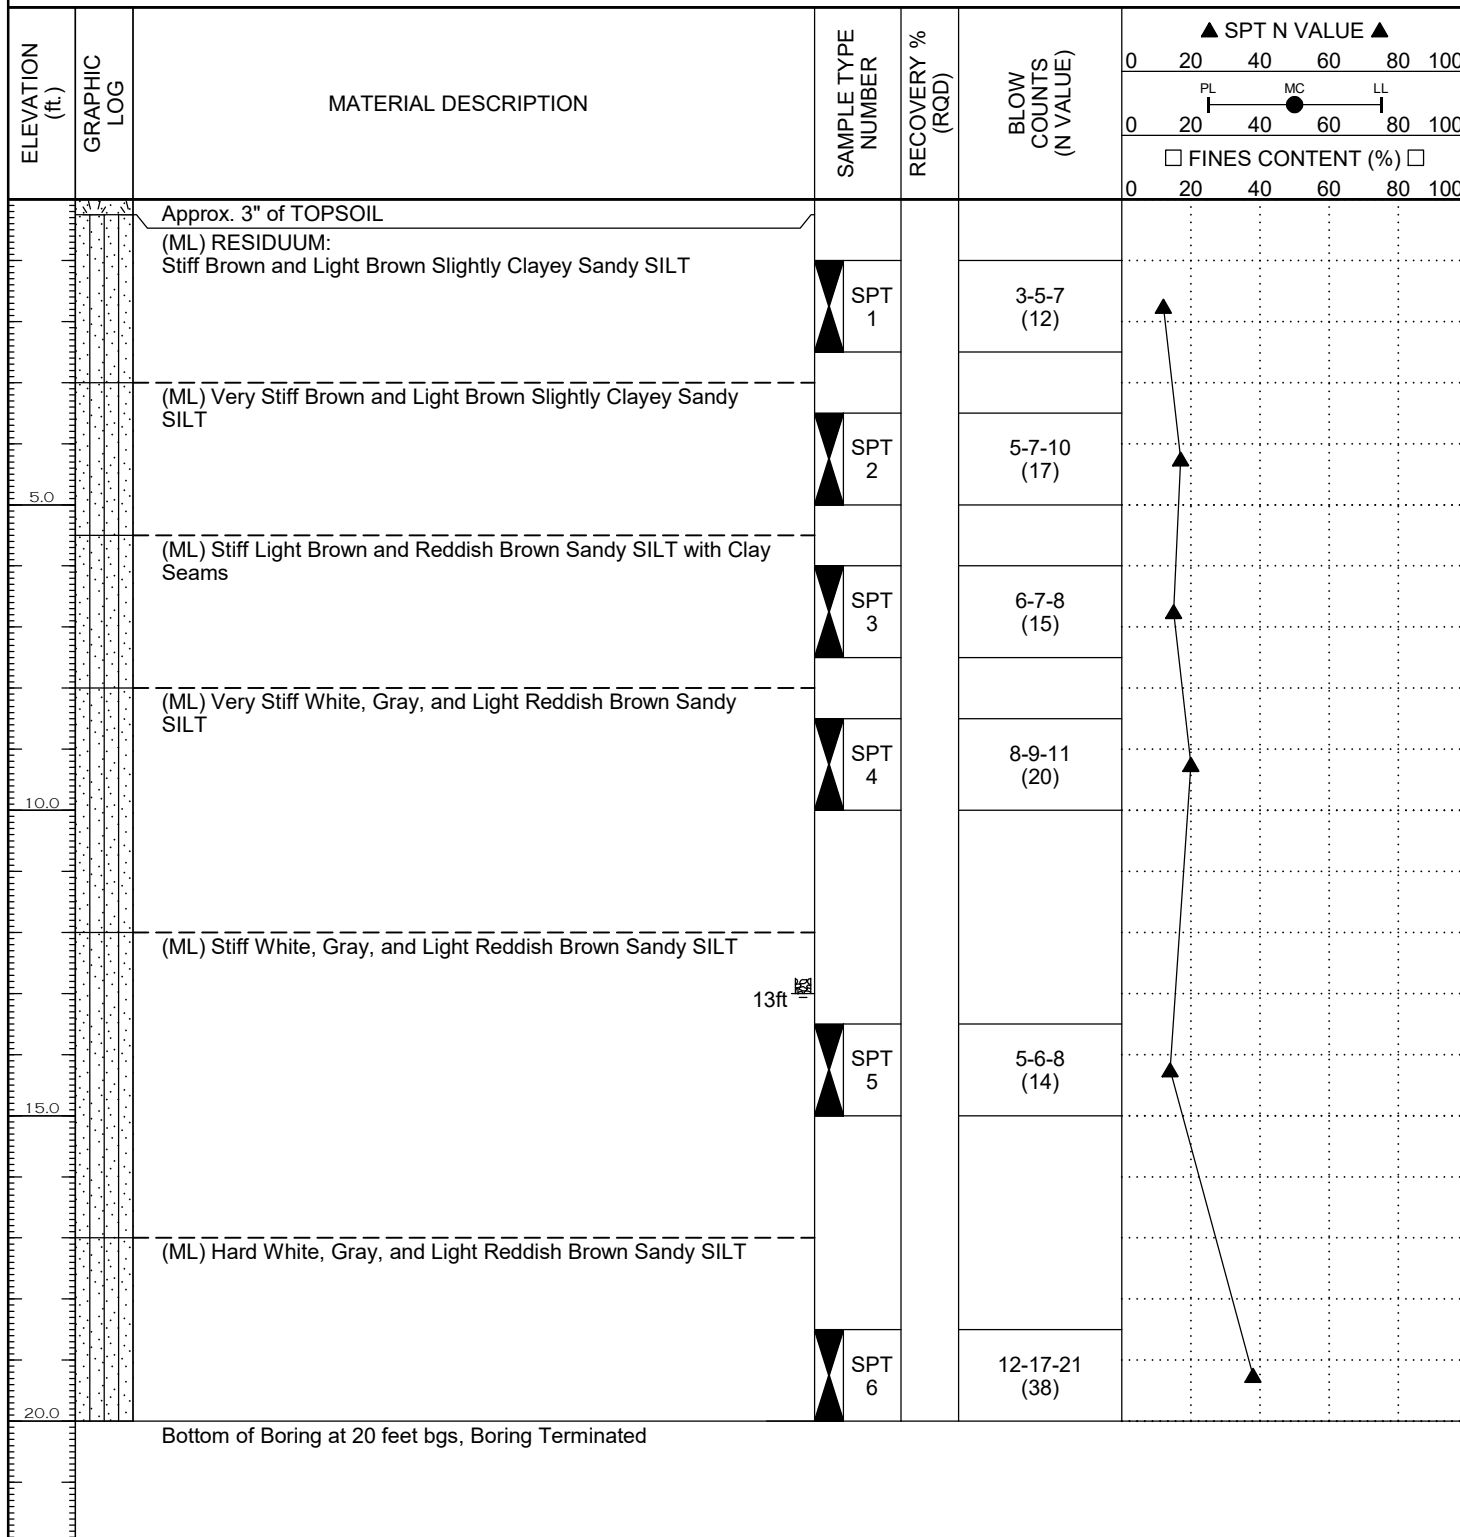 ELEVATION
(ft.)
GRAPHIC
LOG
MATERIAL DESCRIPTION
SAMPLE TYPE
NUMBER
RECOVERY %
(RQD)
BLOW
COUNTS
(N VALUE)
▲ SPT N VALUE ▲
0 20 40 60 80 100
PL MC LL
0 20 40 60 80 100
□ FINES CONTENT (%) □
0 20 40 60 80 100
Approx. 3" of TOPSOIL
(ML) RESIDUUM:
Stiff Brown and Light Brown Slightly Clayey Sandy SILT
SPT
1
3-5-7
(12)
(ML) Very Stiff Brown and Light Brown Slightly Clayey Sandy
SILT
SPT
2
5-7-10
(17)
5.0
(ML) Stiff Light Brown and Reddish Brown Sandy SILT with Clay
Seams
SPT
3
6-7-8
(15)
(ML) Very Stiff White, Gray, and Light Reddish Brown Sandy
SILT
SPT
4
8-9-11
(20)
10.0
(ML) Stiff White, Gray, and Light Reddish Brown Sandy SILT
13ft
SPT
5
5-6-8
(14)
15.0
(ML) Hard White, Gray, and Light Reddish Brown Sandy SILT
SPT
6
12-17-21
(38)
20.0
Bottom of Boring at 20 feet bgs, Boring Terminated